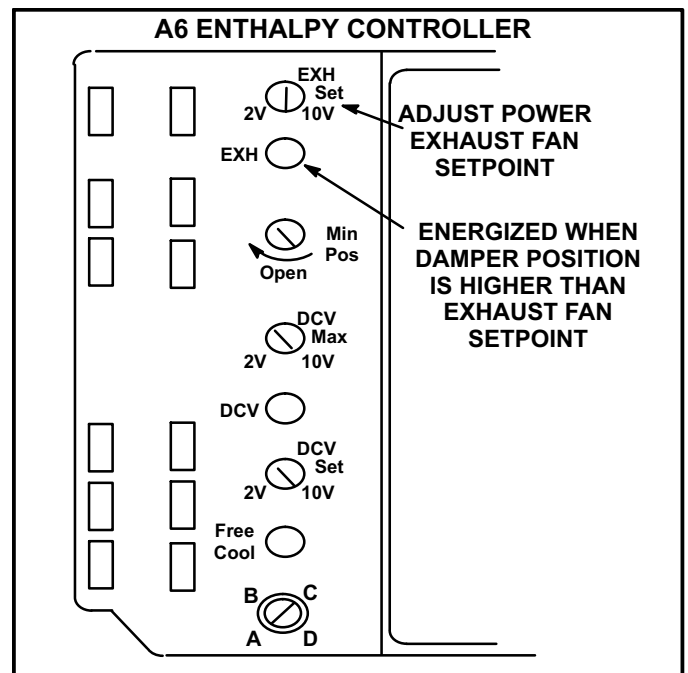 A6 ENTHALPY CONTROLLER
EXH
Set
2V 10V
ADJUST POWER
EXHAUST FAN
SETPOINT
EXH
Min
Pos
Open
ENERGIZED WHEN
DAMPER POSITION
IS HIGHER THAN
EXHAUST FAN
SETPOINT
DCV
Max
2V 10V
DCV
DCV
Set
2V 10V
Free
Cool
B C
A D